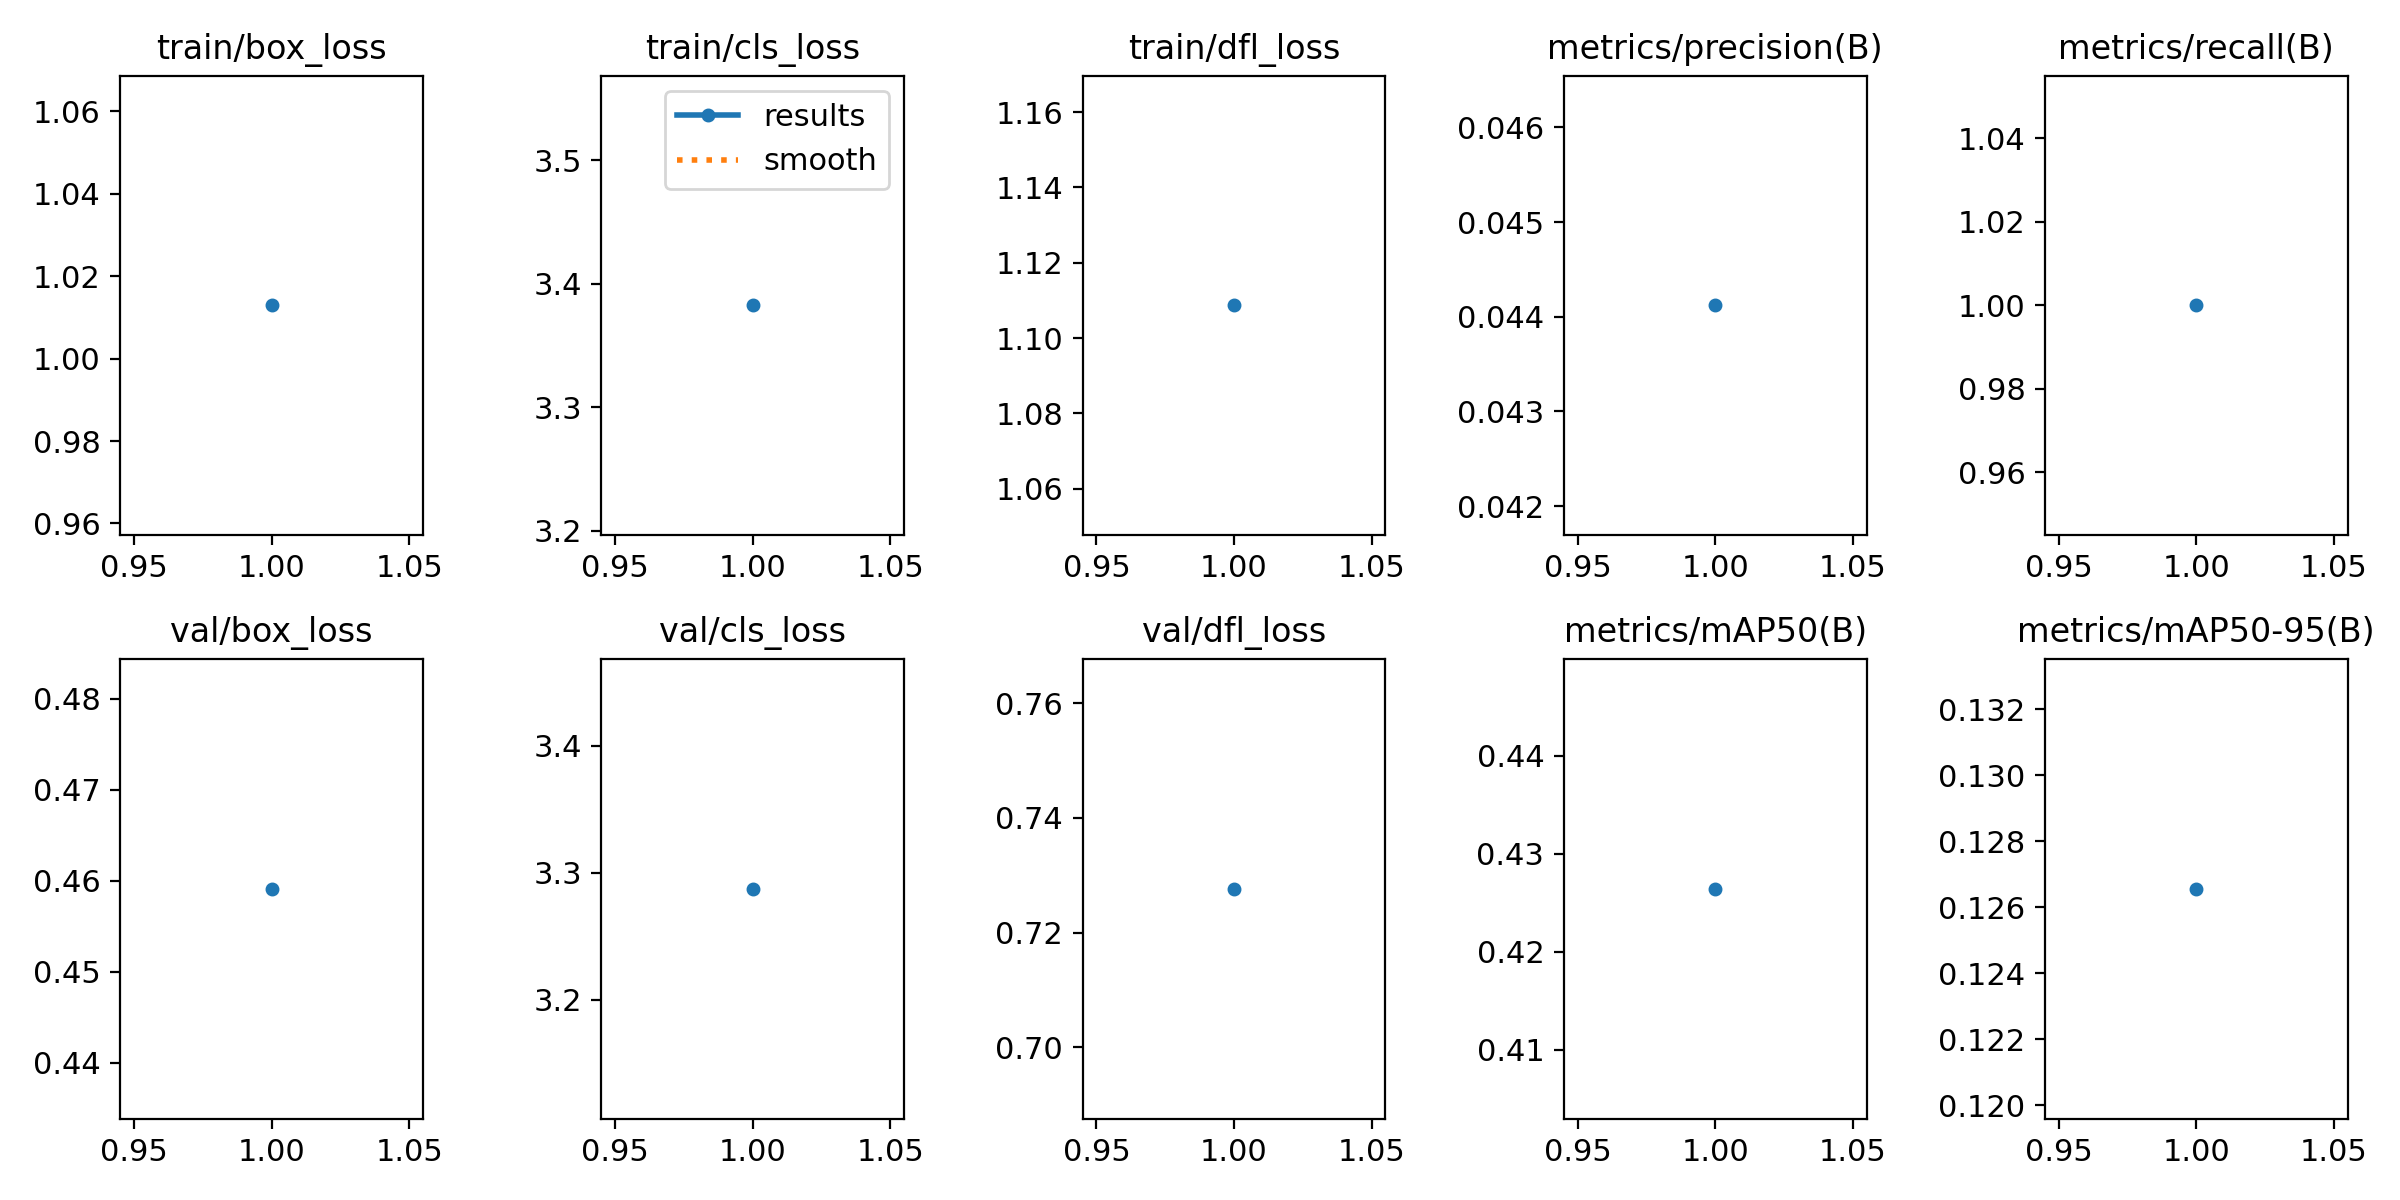 train/box_loss
train/cls_loss
train/dfl_loss
metrics/precision(B)
metrics/recall(B)
1.06
1.04
1.02
1.00
0.98
0.96
0.95 1.00 1.05
results
smooth
3.5
3.4
3.3
3.2
0.95 1.00 1.05
1.16
1.14
1.12
1.10
1.08
1.06
0.95 1.00 1.05
0.046
0.045
0.044
0.043
0.042
0.95 1.00 1.05
1.04
1.02
1.00
0.98
0.96
0.95 1.00 1.05
val/box_loss
val/cls_loss
val/dfl_loss
metrics/mAP50(B)
metrics/mAP50-95(B)
0.48
0.47
0.46
0.45
0.44
0.95 1.00 1.05
3.4
3.3
3.2
0.95 1.00 1.05
0.76
0.74
0.72
0.70
0.95 1.00 1.05
0.44
0.43
0.42
0.41
0.95 1.00 1.05
0.132
0.130
0.128
0.126
0.124
0.122
0.120
0.95 1.00 1.05